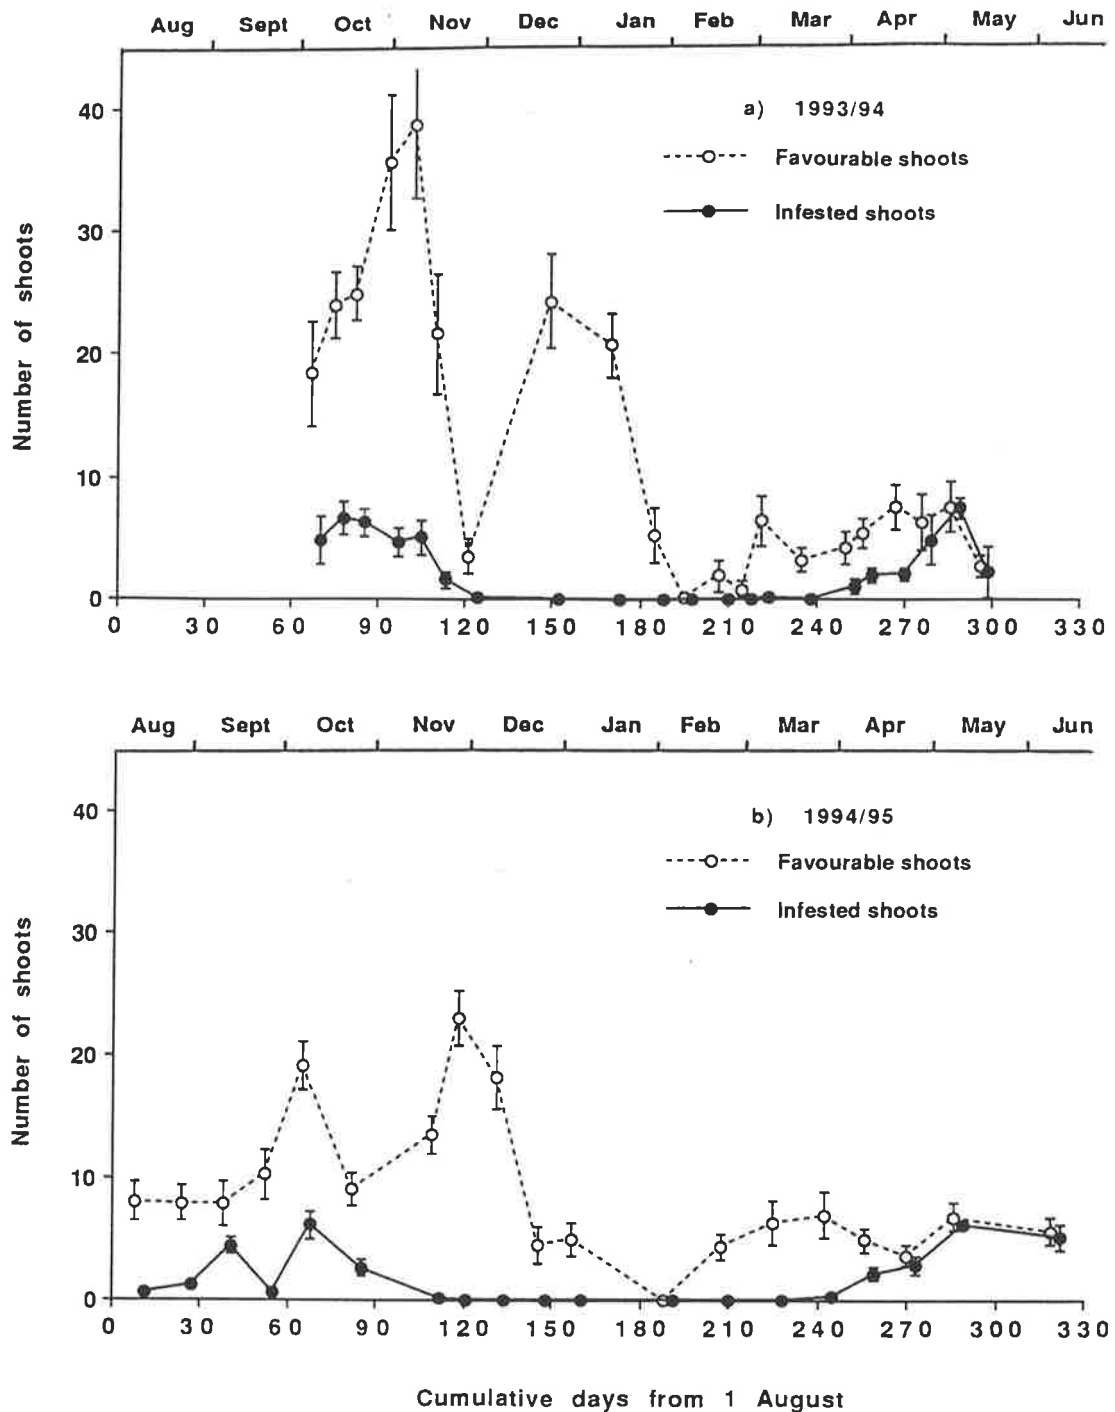 Aug Sept Oct Nov Dec Jan Feb Mar Apr May Jun
a) 1993/94
Favourable shoots
Infested shoots
Number of shoots
40
30
20
10
0
0 30 60 90 120 150 180 210 240 270 300 330
Aug Sept Oct Nov Dec Jan Feb Mar Apr May Jun
b) 1994/95
Favourable shoots
Infested shoots
Number of shoots
40
30
20
10
0
0 30 60 90 120 150 180 210 240 270 300 330
Cumulative days from 1 August